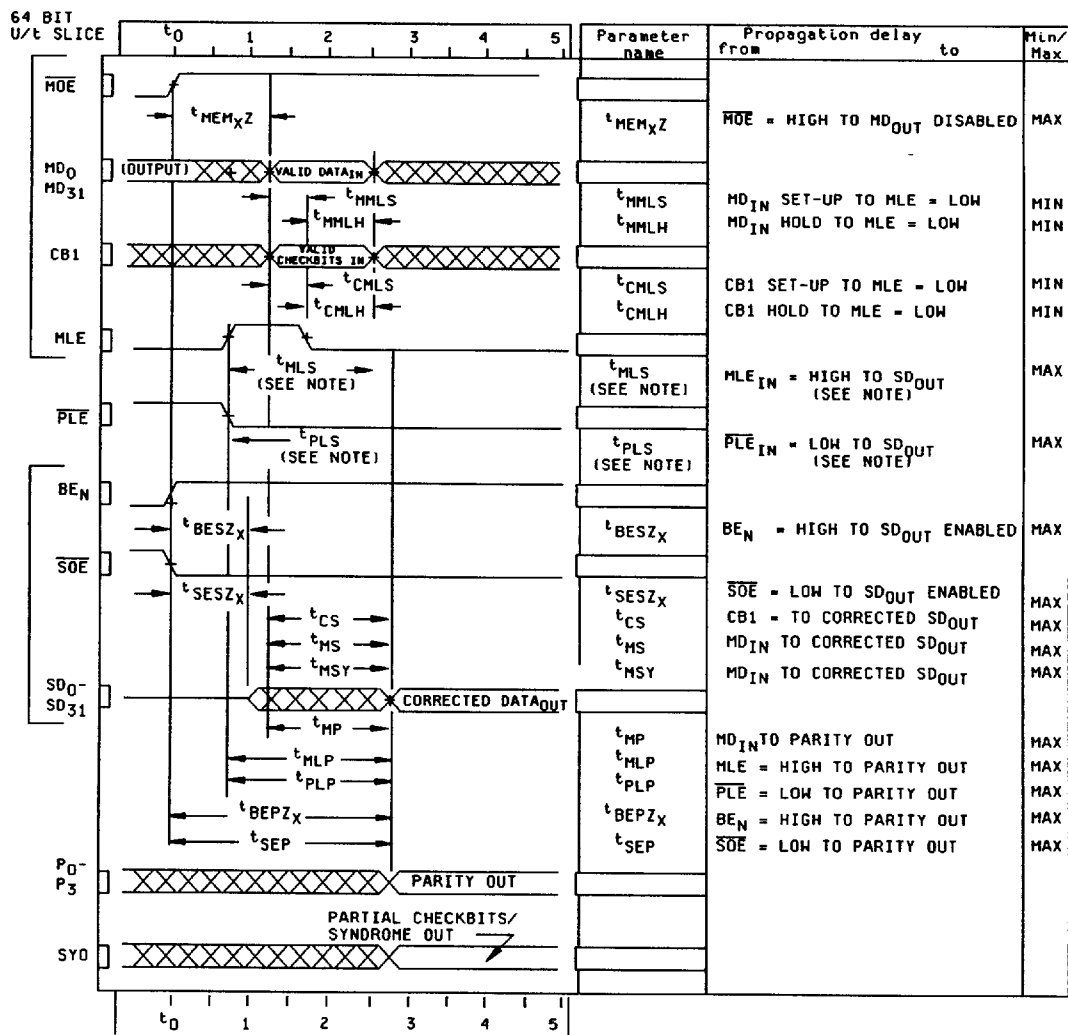 64 BIT
U/t SLICE
t0 1 2 3 4 5
Parameter name
Propagation delay
from to
Min/
Max
MOE
tMEMXZ
tMEMXZ
MOE = HIGH TO MDOUT DISABLED MAX
MD0
MD31
(OUTPUT)
VALID DATAIN
tMMLS
tMMLH
tMMLS
MDIN SET-UP TO MLE = LOW MIN
tMMLH
MDIN HOLD TO MLE = LOW MIN
CB1
VALID
CHECKBITS IN
tCMLS
tCMLH
tCMLS
CB1 SET-UP TO MLE = LOW MIN
tCMLH
CB1 HOLD TO MLE = LOW MIN
MLE
tMLS
(SEE NOTE)
tMLS
(SEE NOTE)
MLEIN = HIGH TO SDOUT MAX
(SEE NOTE)
PLE
tPLS
(SEE NOTE)
tPLS
(SEE NOTE)
PLEIN = LOW TO SDOUT MAX
(SEE NOTE)
BEN
tBESZX
tBESZX
BEN = HIGH TO SDOUT ENABLED MAX
SOE
tSESZX
tSESZX
SOE = LOW TO SDOUT ENABLED MAX
tCS
tCS
CB1 = TO CORRECTED SDOUT MAX
tMS
tMS
MDIN TO CORRECTED SDOUT MAX
tMSY
tMSY
MDIN TO CORRECTED SDOUT MAX
SD0-
SD31
CORRECTED DATAOUT
tMP
tMP
MDIN TO PARITY OUT MAX
tMLP
tMLP
MLE = HIGH TO PARITY OUT MAX
tPLP
tPLP
PLE = LOW TO PARITY OUT MAX
tBEPZX
tBEPZX
BEN = HIGH TO PARITY OUT MAX
tSEP
tSEP
SOE = LOW TO PARITY OUT MAX
P0-
P3
PARITY OUT
PARTIAL CHECKBITS/
SYNDROME OUT
SYO
t0 1 2 3 4 5